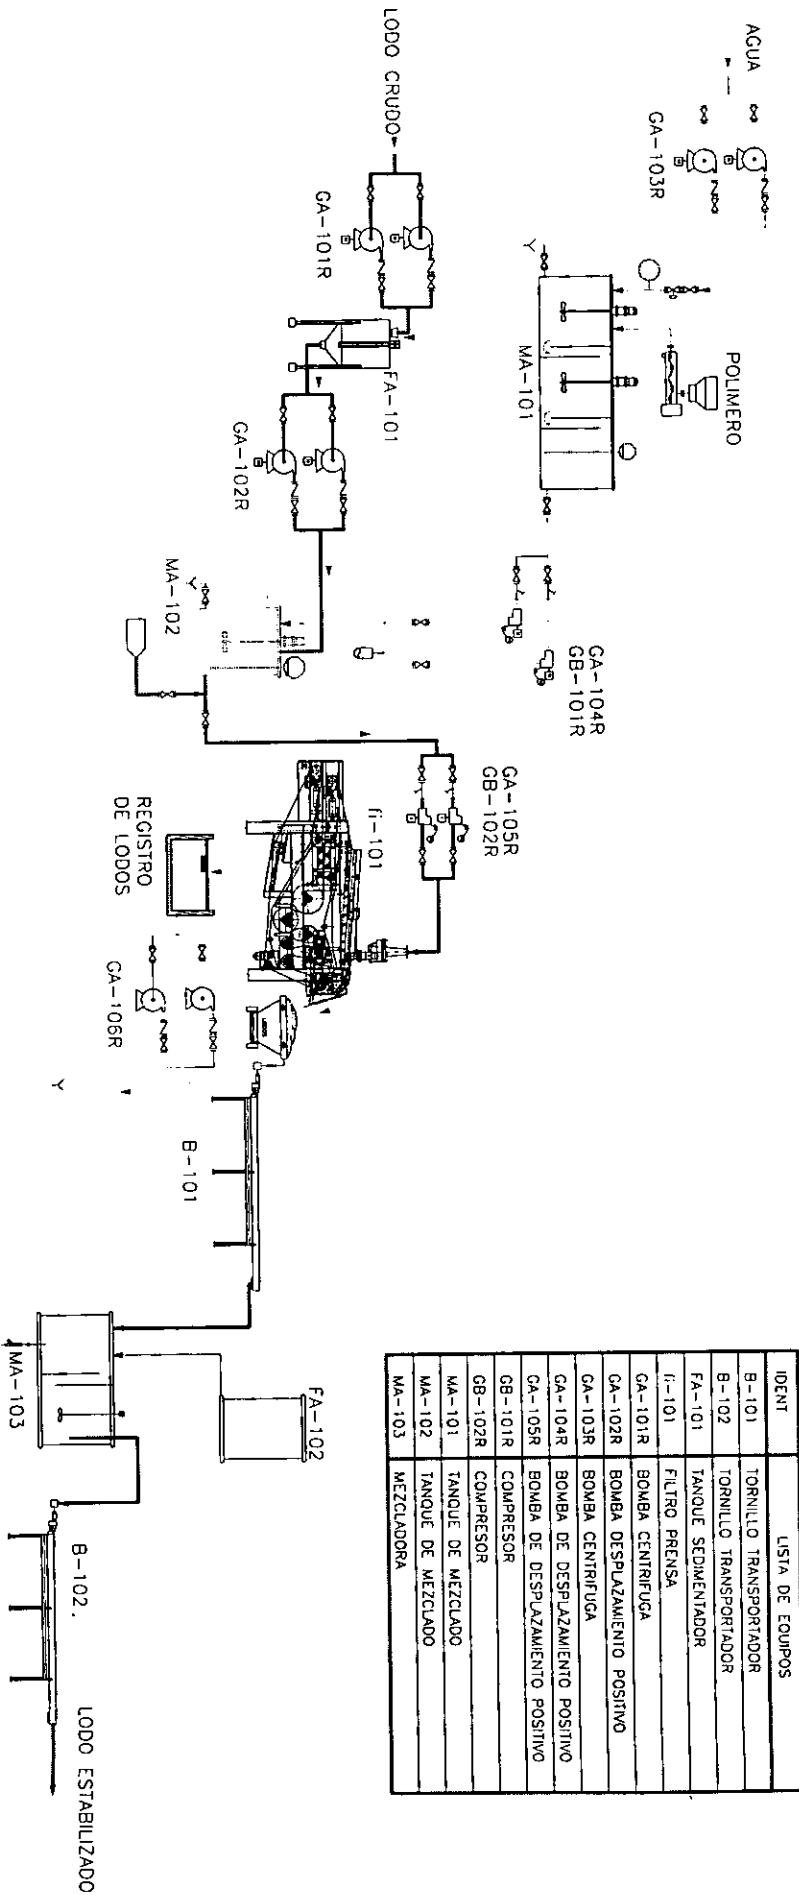 AGUA
GA-103R
POLIMERO
MA-101
GA-104R
GB-101R
LODO CRUDO
GA-101R
FA-101
GA-102R
MA-102
GA-105R
GB-102R
fi-101
REGISTRO
DE LODOS
GA-106R
LODOS
B-101
FA-102
MA-103
B-102.
LODO ESTABILIZADO
IDENT LISTA DE EQUIPOS
B-101 TORNILLO TRANSPORTADOR
B-102 TORNILLO TRANSPORTADOR
FA-101 TANQUE SEDIMENTADOR
fi-101 FILTRO PRENSA
GA-101R BOMBA CENTRIFUGA
GA-102R BOMBA DESPLAZAMIENTO POSITIVO
GA-103R BOMBA CENTRIFUGA
GA-104R BOMBA DE DESPLAZAMIENTO POSITIVO
GA-105R BOMBA DE DESPLAZAMIENTO POSITIVO
GB-101R COMPRESOR
GB-102R COMPRESOR
MA-101 TANQUE DE MEZCLADO
MA-102 TANQUE DE MEZCLADO
MA-103 MEZCLADORA